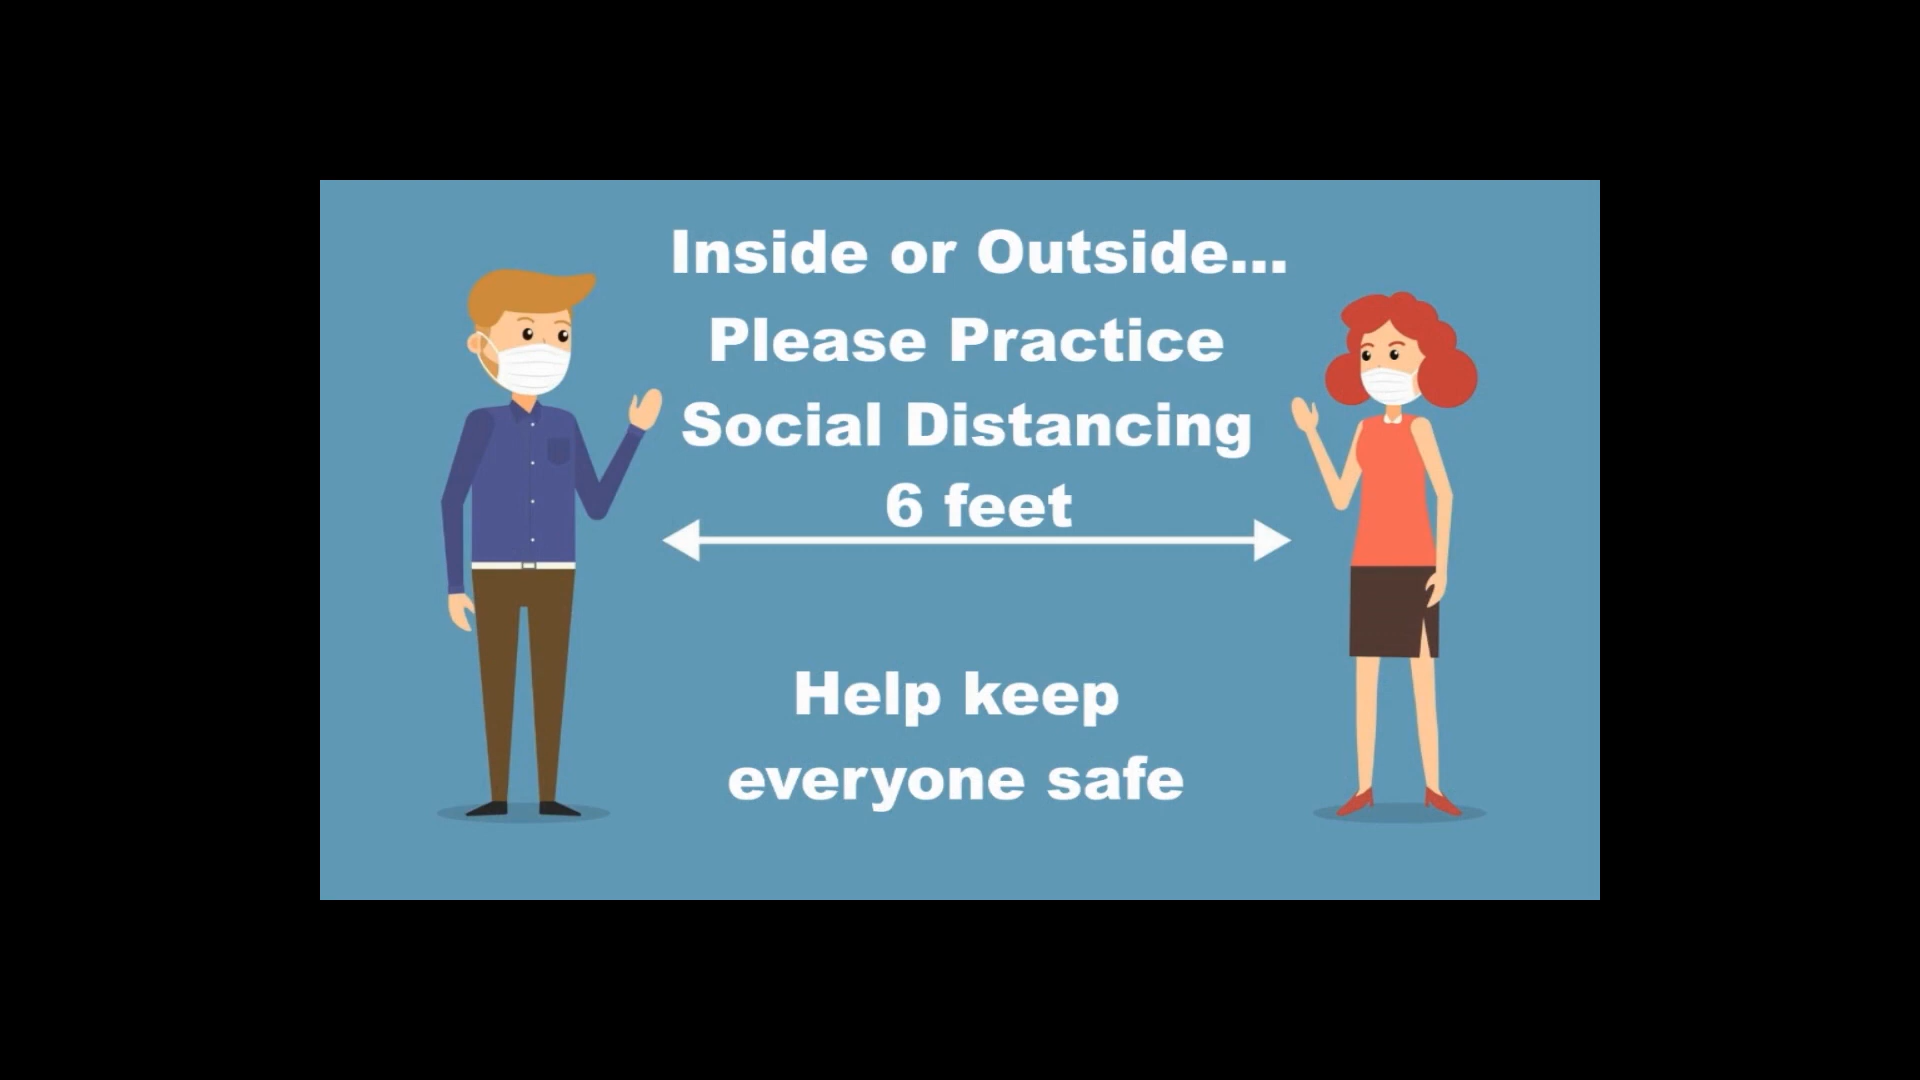 Inside or Outside...
Please Practice
Social Distancing
6 feet
Help keep
everyone safe